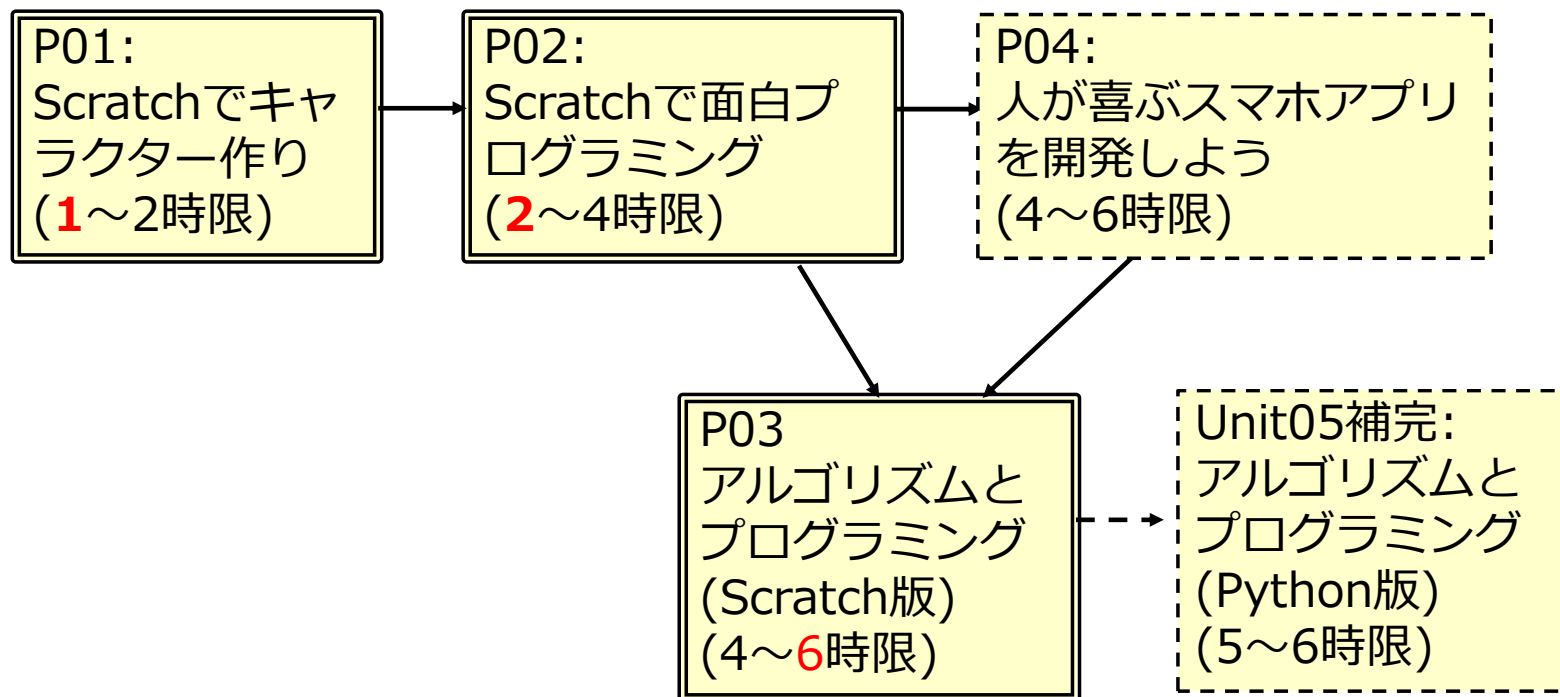 P01:
Scratchでキャ
ラクター作り
(1～2時限)
P02:
Scratchで面白プ
ログラミング
(2～4時限)
P04:
人が喜ぶスマホアプリ
を開発しよう
(4～6時限)
P03
アルゴリズムと
プログラミング
(Scratch版)
(4～6時限)
Unit05補完:
アルゴリズムと
プログラミング
(Python版)
(5～6時限)